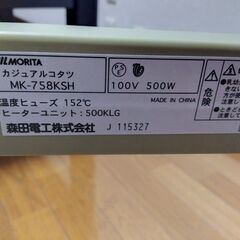 MORITA
カジュアルコタツ
MK-758KSH
100V 500W
温度ヒューズ 152℃
ヒーターユニット:500KLG
森田電工株式会社 J 115327
MADE IN CHINA
危険